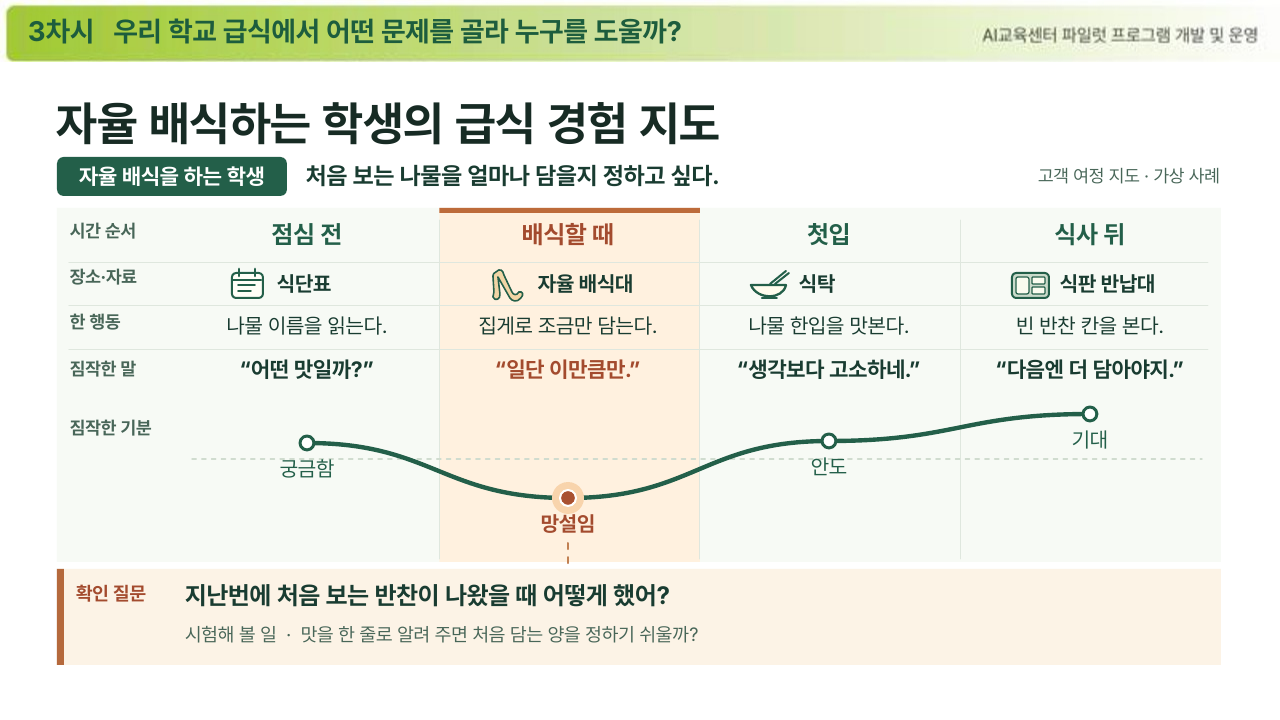 3차시 우리 학교 급식에서 어떤 문제를 골라 누구를 도울까?
AI교육센터 파일럿 프로그램 개발 및 운영
자율 배식하는 학생의 급식 경험 지도
자율 배식을 하는 학생 처음 보는 나물을 얼마나 담을지 정하고 싶다.
고객 여정 지도 · 가상 사례
시간 순서 점심 전 배식할 때 첫입 식사 뒤
장소·자료 식단표 자율 배식대 식탁 식판 반납대
한 행동 나물 이름을 읽는다. 집게로 조금만 담는다. 나물 한입을 맛본다. 빈 반찬 칸을 본다.
짐작한 말 “어떤 맛일까?” “일단 이만큼만.” “생각보다 고소하네.” “다음엔 더 담아야지.”
짐작한 기분
궁금함 망설임 안도 기대
확인 질문 지난번에 처음 보는 반찬이 나왔을 때 어떻게 했어?
시험해 볼 일 · 맛을 한 줄로 알려 주면 처음 담는 양을 정하기 쉬울까?